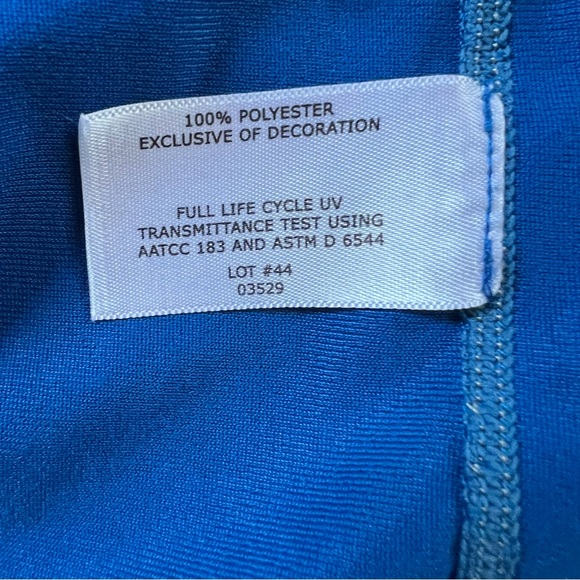 100% POLYESTER
EXCLUSIVE OF DECORATION
FULL LIFE CYCLE UV
TRANSMITTANCE TEST USING
AATCC 183 AND ASTM D 6544
LOT #44
03529